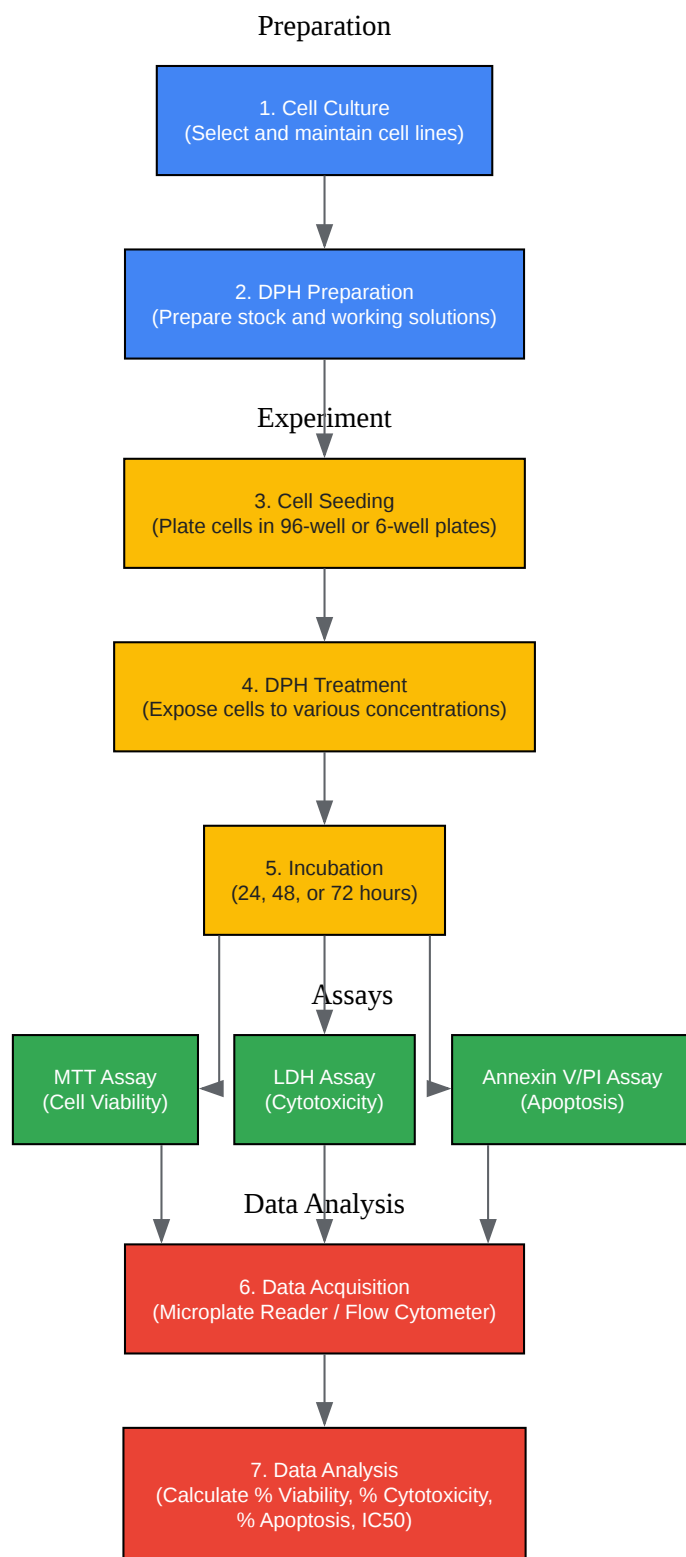 Preparation
1. Cell Culture
(Select and maintain cell lines)
2. DPH Preparation
(Prepare stock and working solutions)
Experiment
3. Cell Seeding
(Plate cells in 96-well or 6-well plates)
4. DPH Treatment
(Expose cells to various concentrations)
5. Incubation
(24, 48, or 72 hours)
Assays
MTT Assay
(Cell Viability)
LDH Assay
(Cytotoxicity)
Annexin V/PI Assay
(Apoptosis)
Data Analysis
6. Data Acquisition
(Microplate Reader / Flow Cytometer)
7. Data Analysis
(Calculate % Viability, % Cytotoxicity,
% Apoptosis, IC50)